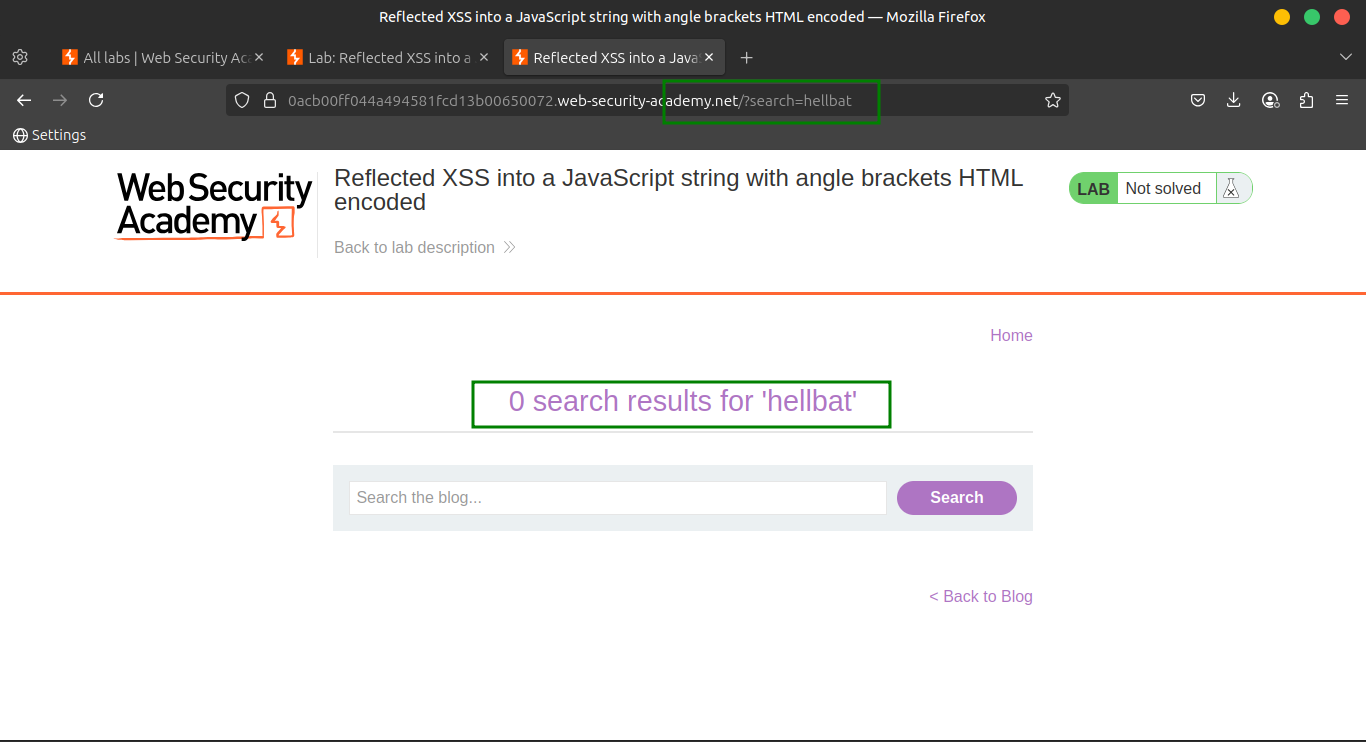 Reflected XSS into a JavaScript string with angle brackets HTML encoded — Mozilla Firefox
All labs | Web Security Ac
Lab: Reflected XSS into a
Reflected XSS into a Java
0acb00ff044a494581fcd13b00650072.web-security-academy.net/?search=hellbat
Settings
Web Security
Academy
Reflected XSS into a JavaScript string with angle brackets HTML
encoded
Back to lab description
LAB Not solved
Home
0 search results for 'hellbat'
Search the blog...
Search
< Back to Blog